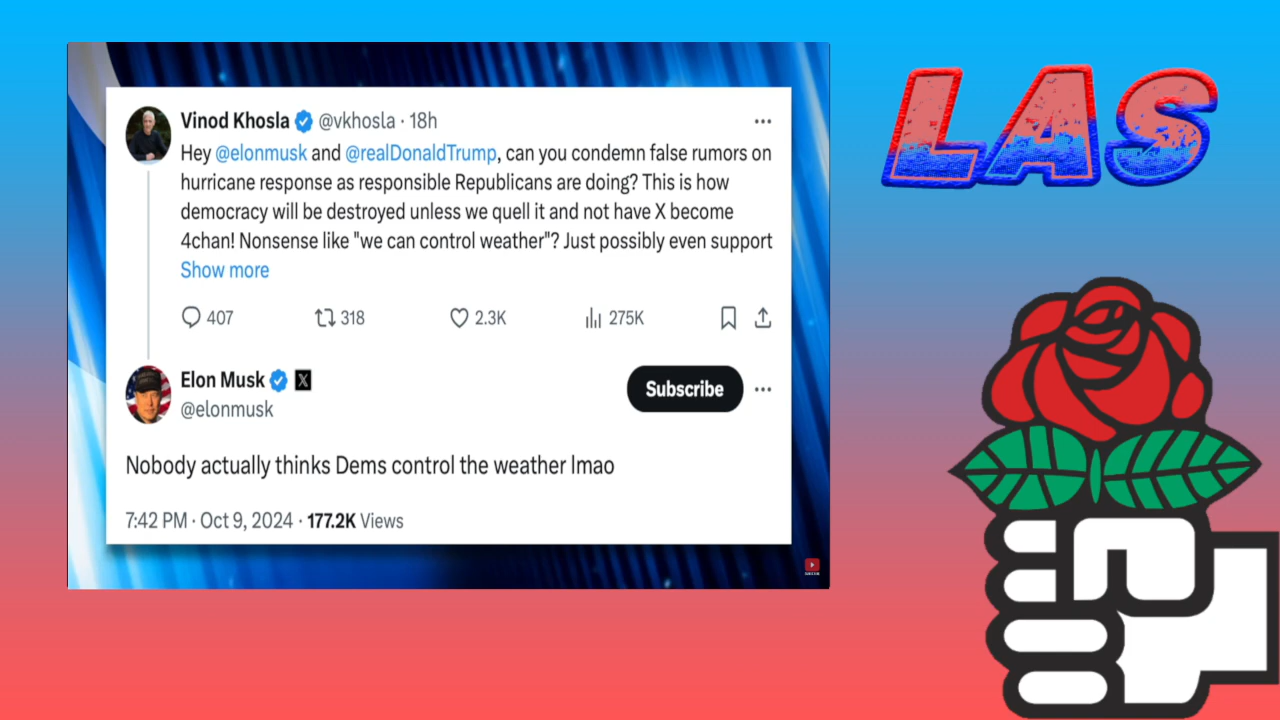 LAS
Vinod Khosla @vkhosla · 18h
Hey @elonmusk and @realDonaldTrump, can you condemn false rumors on
hurricane response as responsible Republicans are doing? This is how
democracy will be destroyed unless we quell it and not have X become
4chan! Nonsense like "we can control weather"? Just possibly even support
Show more
407 318 2.3K 275K
Elon Musk X
@elonmusk
Subscribe
Nobody actually thinks Dems control the weather lmao
7:42 PM · Oct 9, 2024 · 177.2K Views